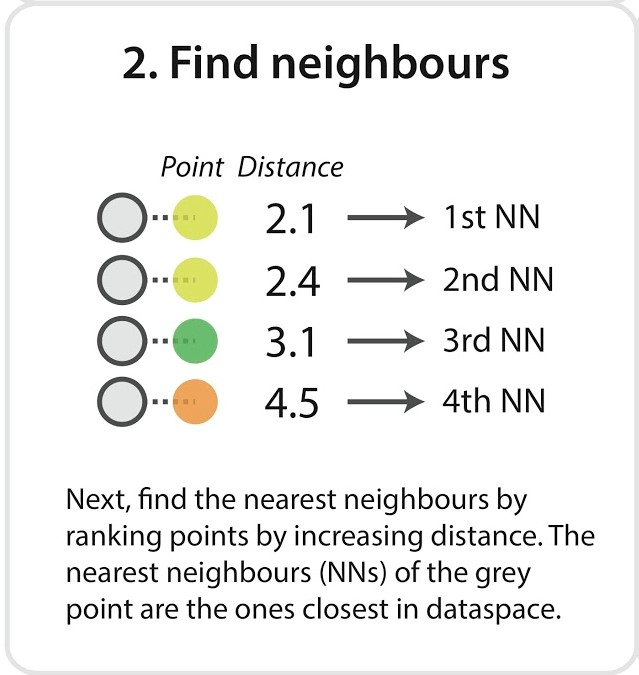 2. Find neighbours
Point Distance
2.1 1st NN
2.4 2nd NN
3.1 3rd NN
4.5 4th NN
Next, find the nearest neighbours by
ranking points by increasing distance. The
nearest neighbours (NNs) of the grey
point are the ones closest in dataspace.